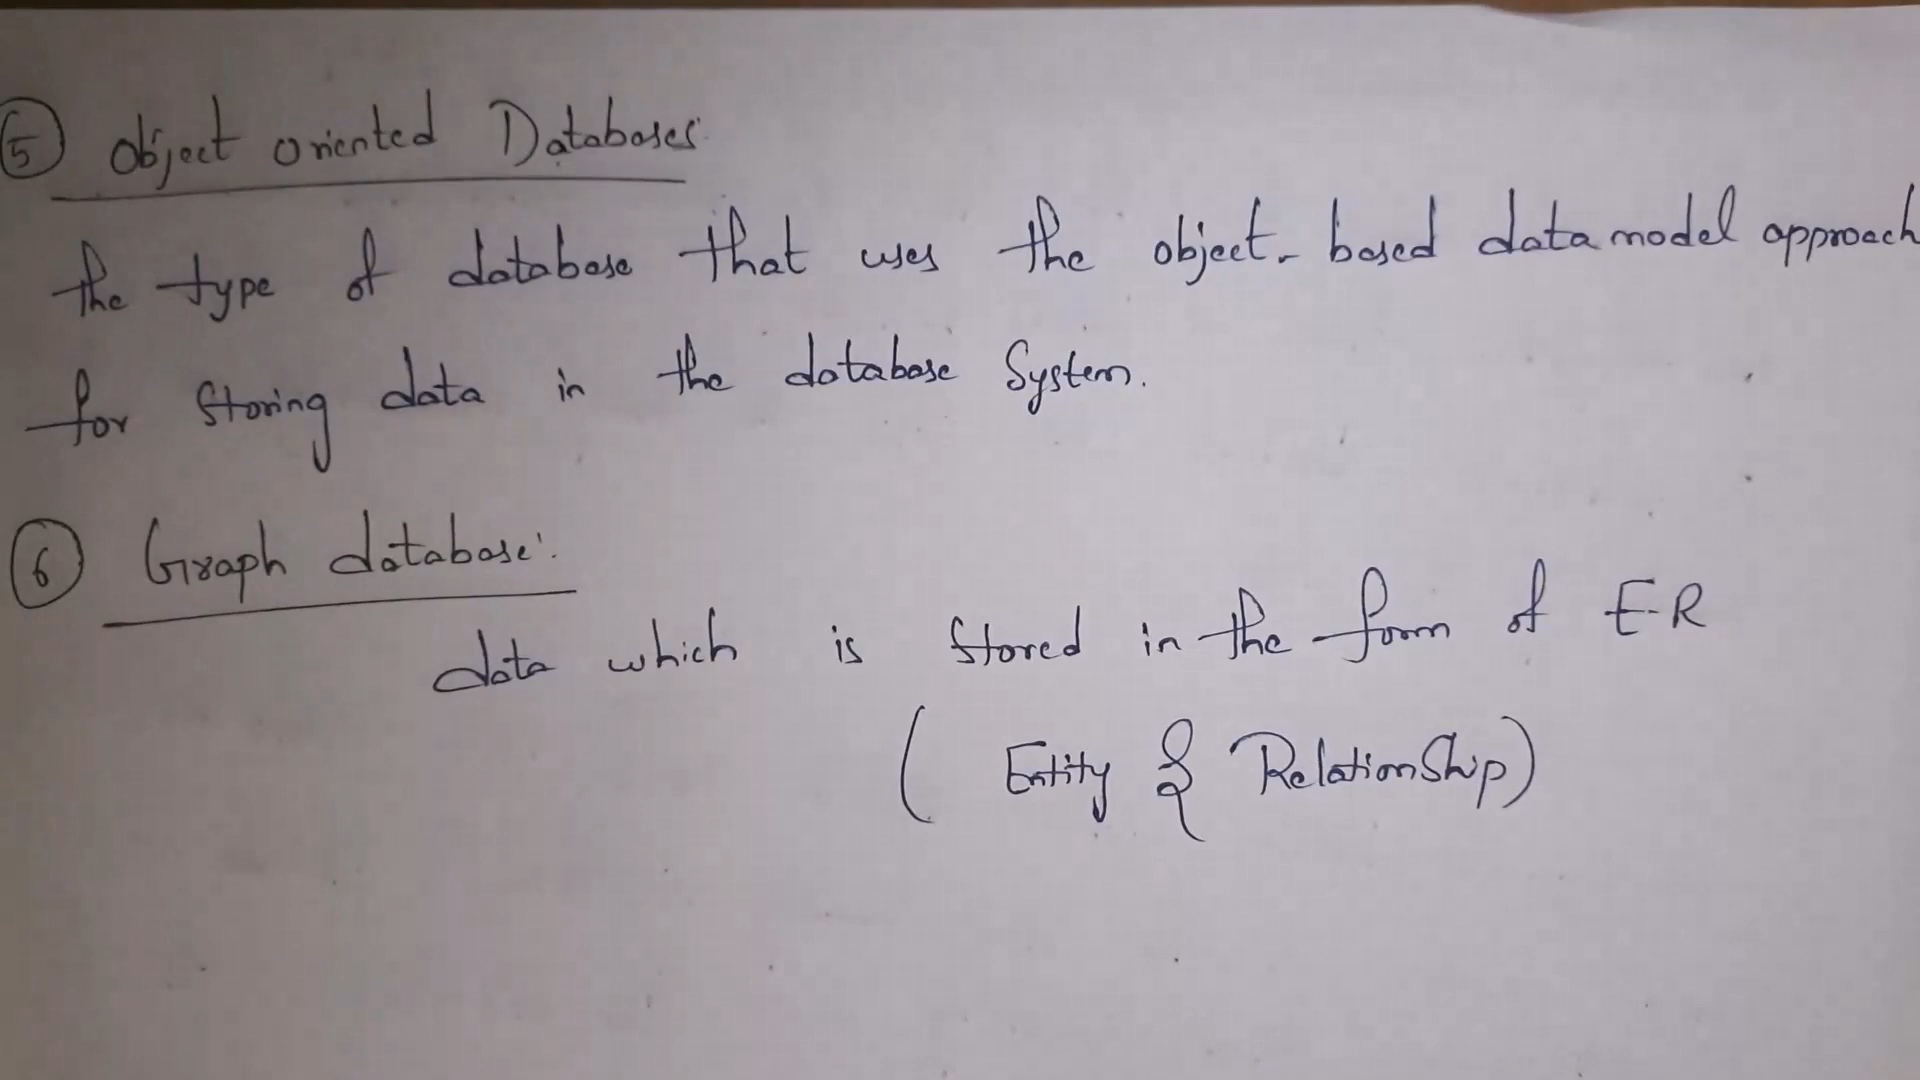 5 Object oriented Databases:
the type of database that uses the object-based data model approach
for storing data in the database System.
6 Graph database:
data which is stored in the form of E-R
( Entity & RelationShip)